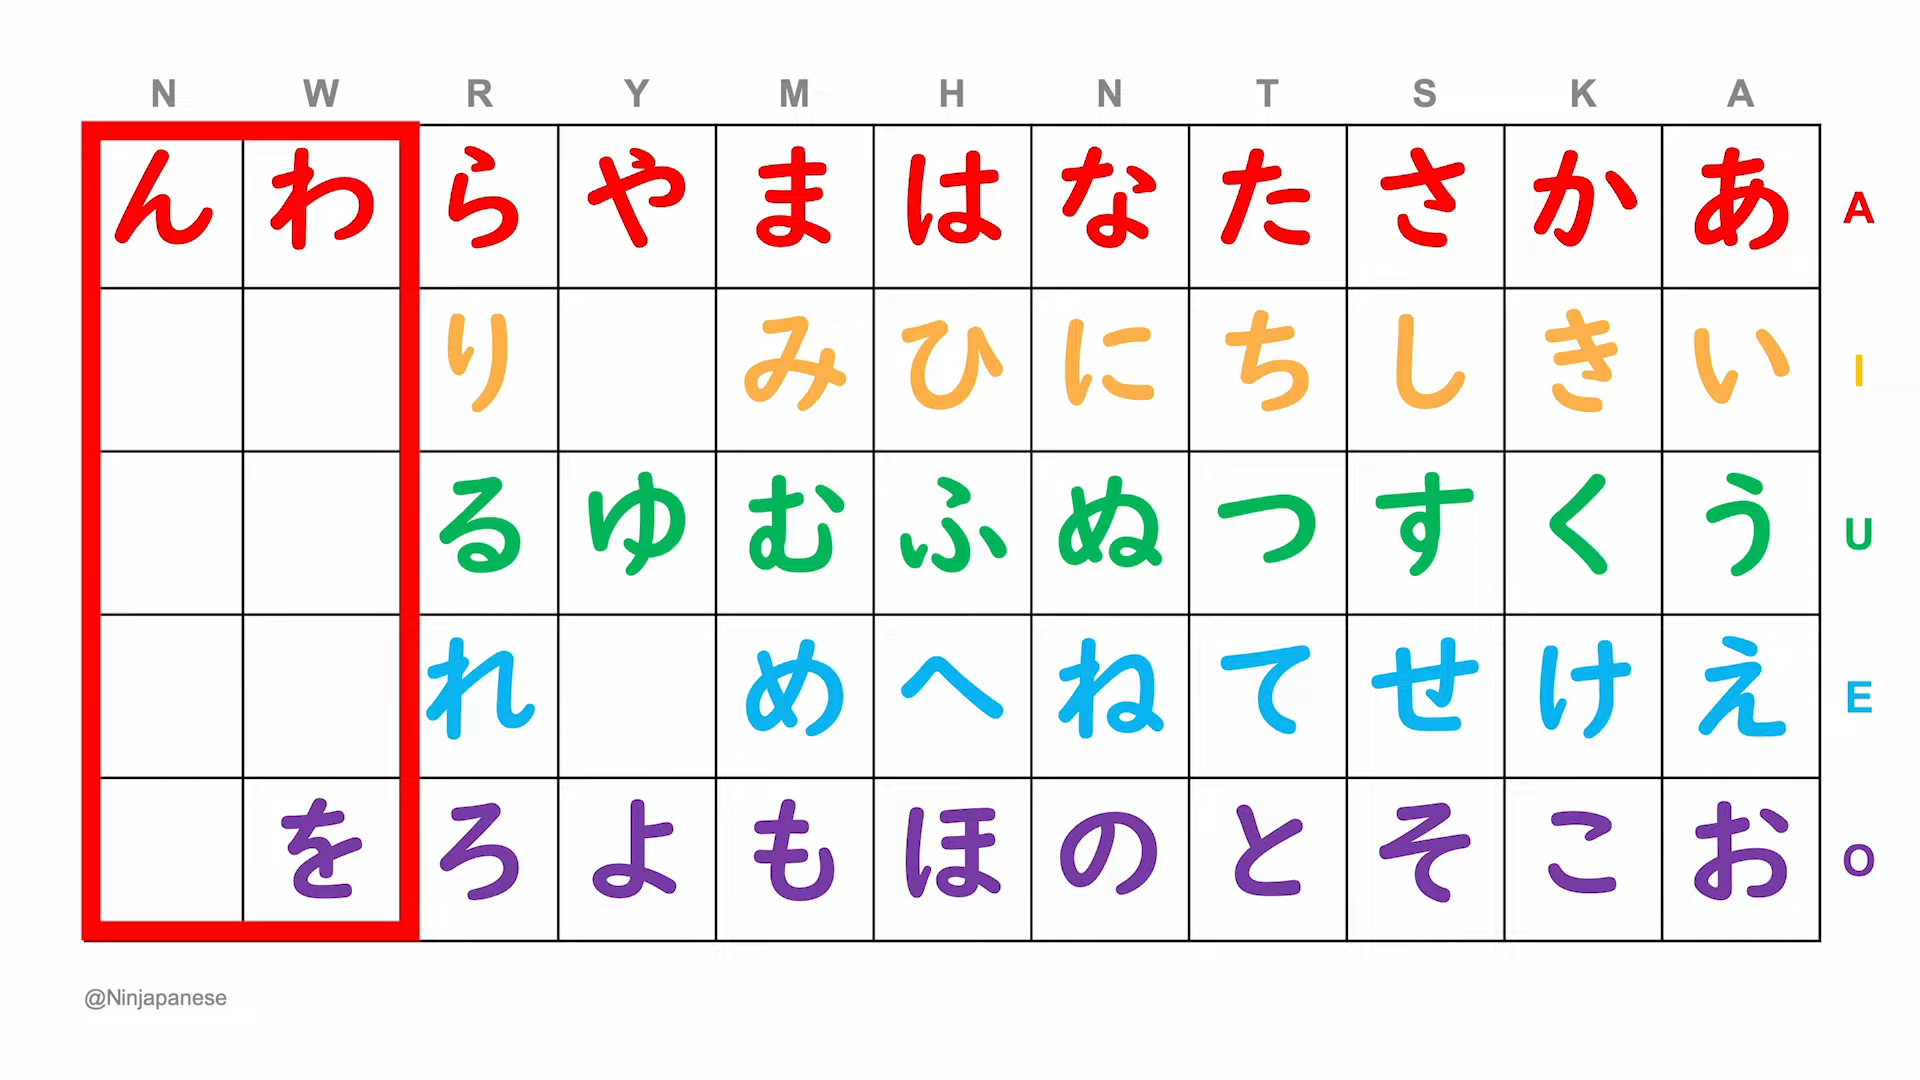 N W R Y M H N T S K A
ん わ ら や ま は な た さ か あ A
り み ひ に ち し き い I
る ゆ む ふ ぬ つ す く う U
れ め へ ね て せ け え E
を ろ よ も ほ の と そ こ お O
@Ninjapanese